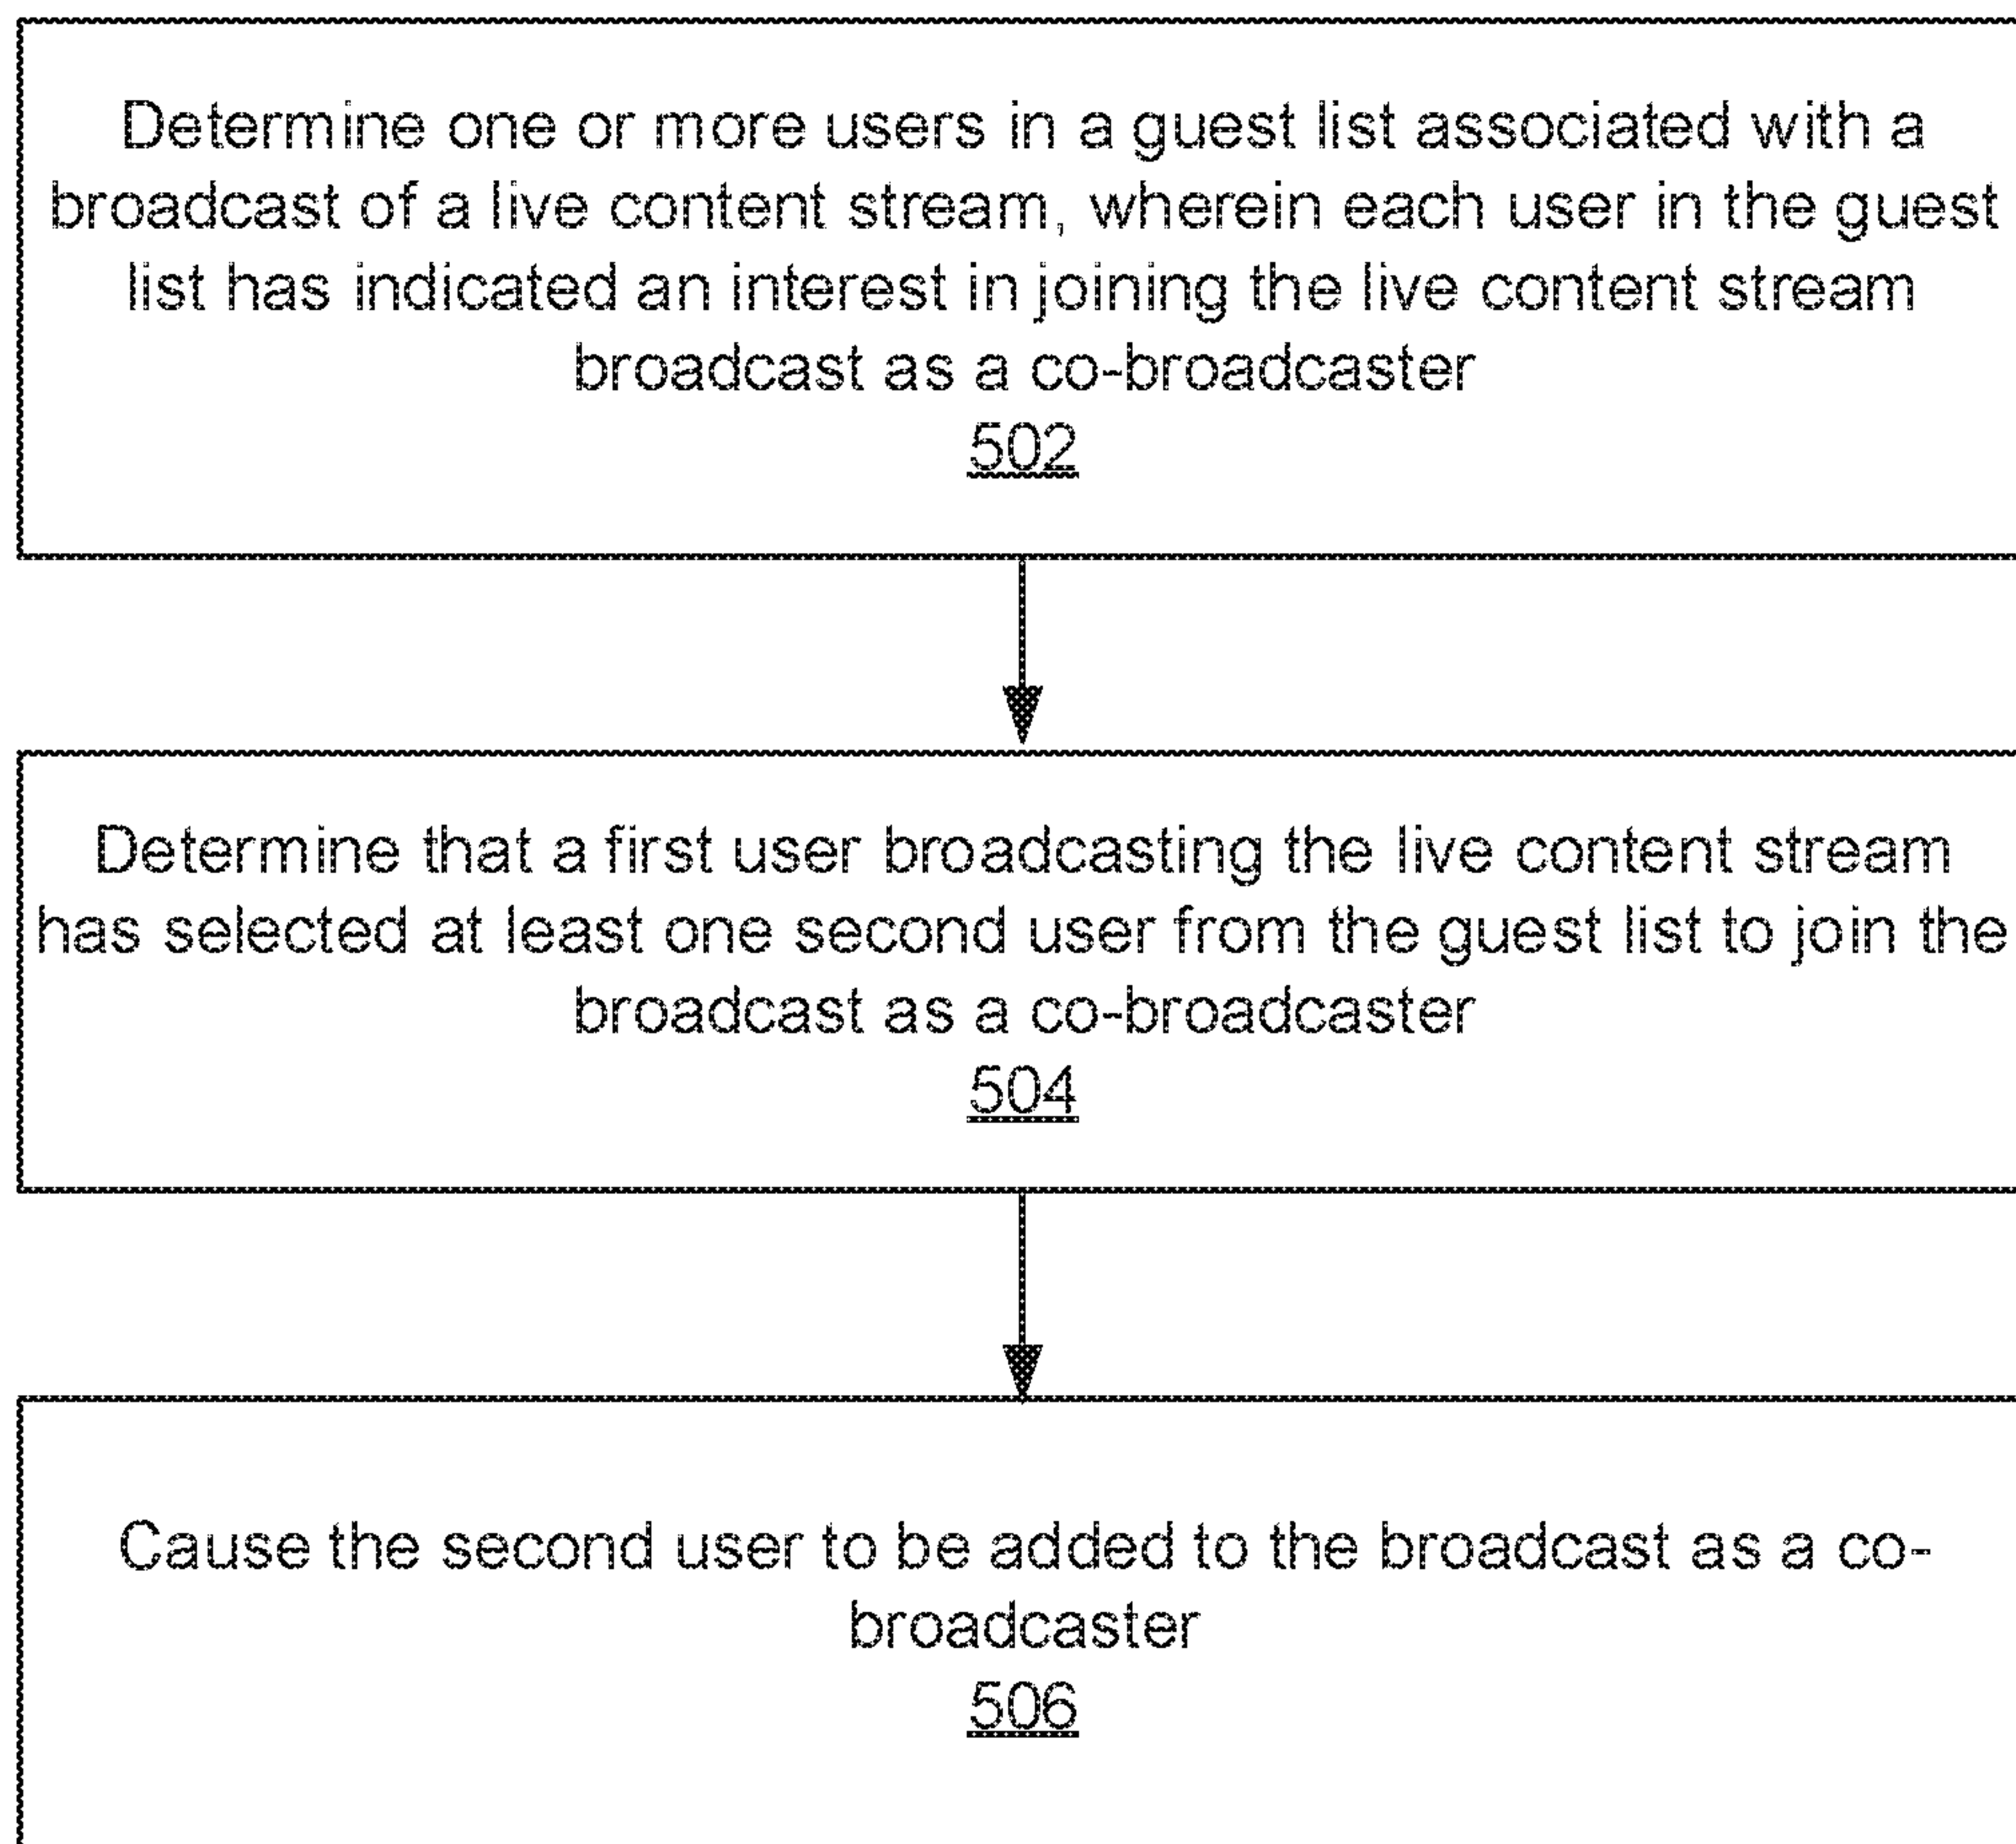 Determine one or more users in a guest list associated with a
broadcast of a live content stream, wherein each user in the guest
list has indicated an interest in joining the live content stream
broadcast as a co-broadcaster
502
Determine that a first user broadcasting the live content stream
has selected at least one second user from the guest list to join the
broadcast as a co-broadcaster
504
Cause the second user to be added to the broadcast as a co-
broadcaster
506